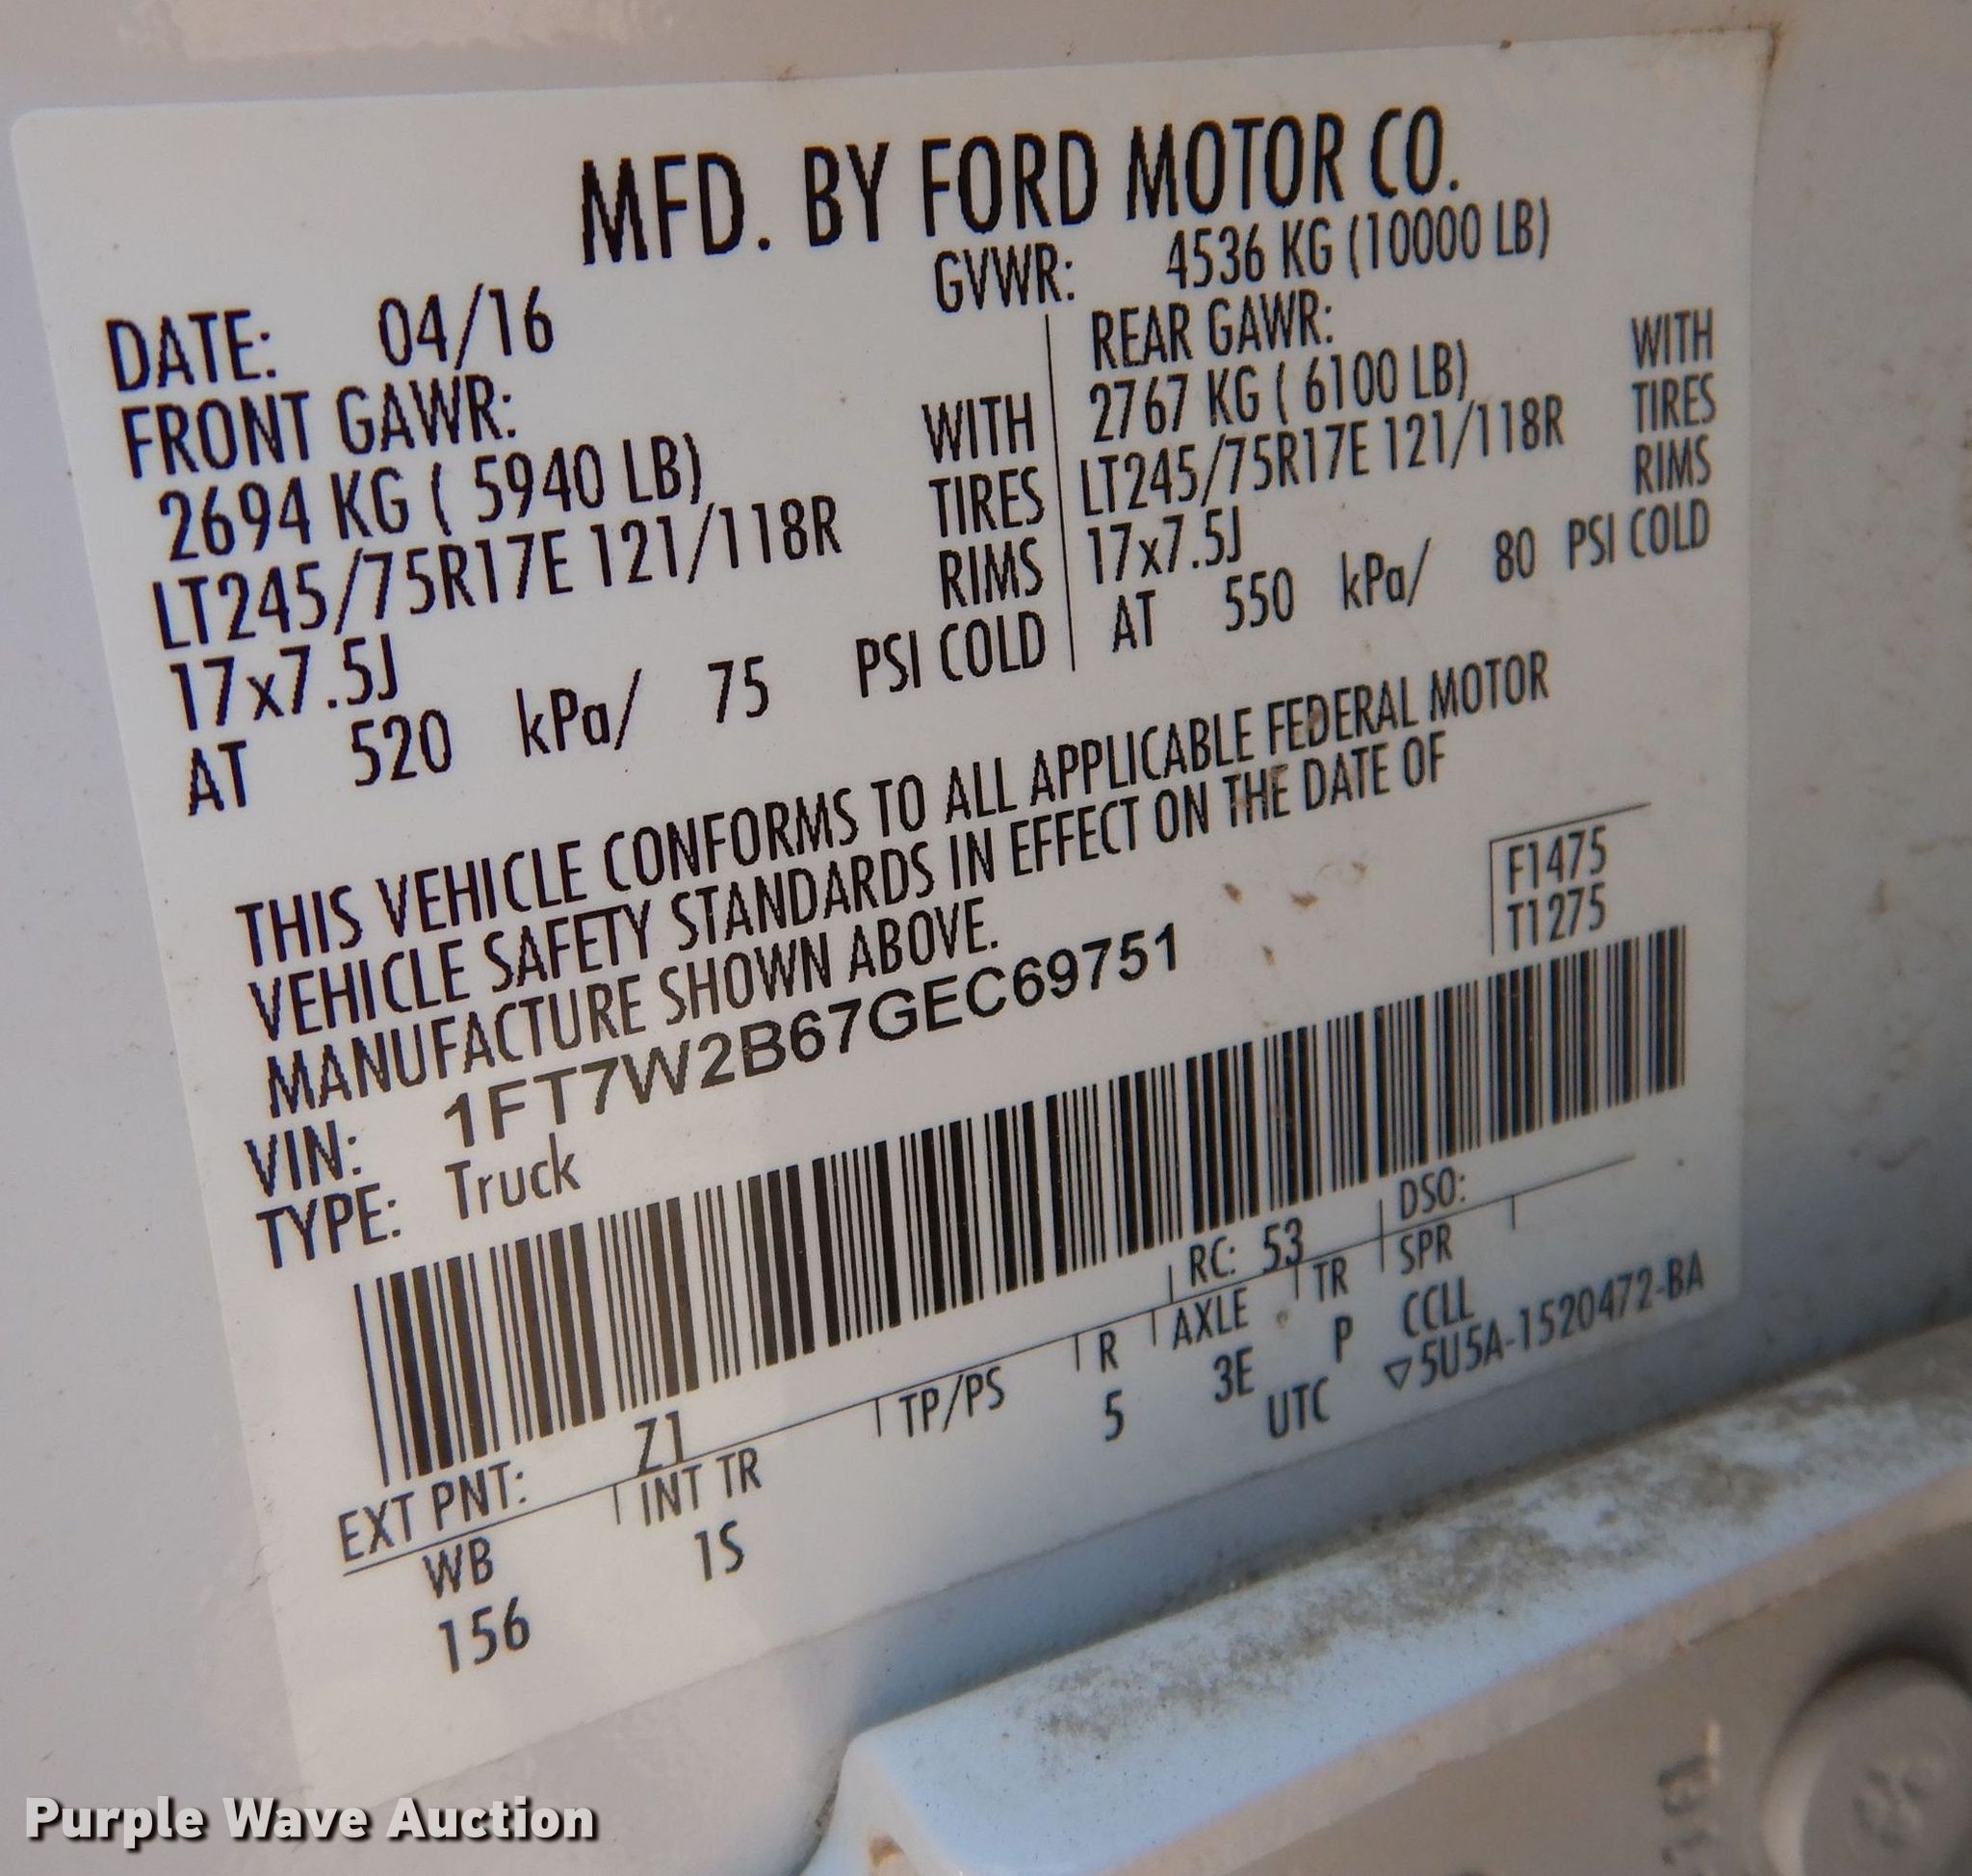 MFD. BY FORD MOTOR CO.
DATE: 04/16
GVWR: 4536 KG (10000 LB)
FRONT GAWR:
2694 KG ( 5940 LB) WITH
LT245/75R17E 121/118R TIRES
17x7.5J RIMS
AT 520 kPa/ 75 PSI COLD
REAR GAWR:
2767 KG ( 6100 LB) WITH
LT245/75R17E 121/118R TIRES
17x7.5J RIMS
AT 550 kPa/ 80 PSI COLD
THIS VEHICLE CONFORMS TO ALL APPLICABLE FEDERAL MOTOR
VEHICLE SAFETY STANDARDS IN EFFECT ON THE DATE OF
MANUFACTURE SHOWN ABOVE.
VIN: 1FT7W2B67GEC69751
TYPE: Truck
F1475
T1275
EXT PNT: Z1 RC: 53 DSO:
WB INT TR TP/PS R AXLE TR SPR
156 1S 5 3E P CCLL
UTC ▽5U5A-1520472-BA
Purple Wave Auction